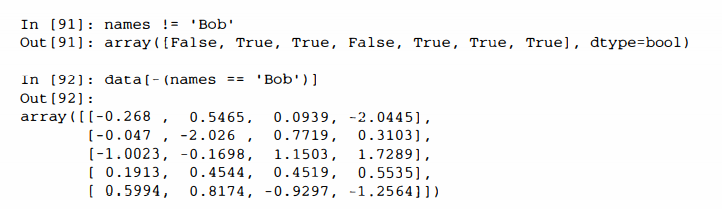 In [91]: names != 'Bob'
Out[91]: array([False, True, True, False, True, True, True], dtype=bool)
In [92]: data[-(names == 'Bob')]
Out[92]:
array([[-0.268 ,  0.5465,  0.0939, -2.0445],
       [-0.047 , -2.026 ,  0.7719,  0.3103],
       [-1.0023, -0.1698,  1.1503,  1.7289],
       [ 0.1913,  0.4544,  0.4519,  0.5535],
       [ 0.5994,  0.8174, -0.9297, -1.2564]])